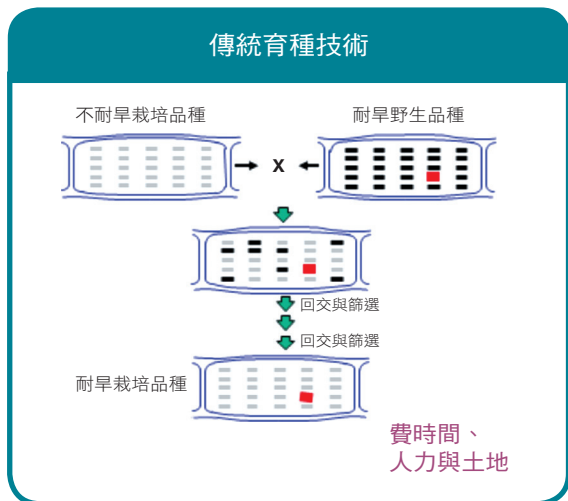 傳統育種技術
不耐旱栽培品種
耐旱野生品種
X
回交與篩選
回交與篩選
耐旱栽培品種
費時間、
人力與土地